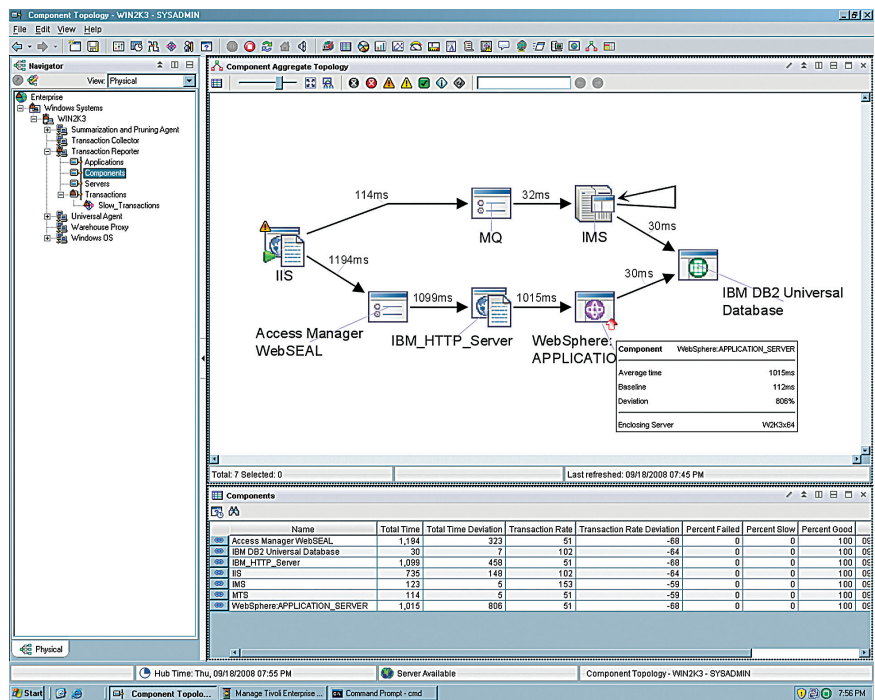 Component Topology - WIN2K3 - SYSADMIN
File Edit View Help
Navigator
View: Physical
Enterprise
Windows Systems
WIN2K3
Summarization and Pruning Agent
Transaction Collector
Transaction Reporter
Applications
Components
Servers
Transactions
Slow_Transactions
Universal Agent
Warehouse Proxy
Windows OS
Physical
Component Aggregate Topology
114ms
32ms
MQ
IMS
30ms
IIS
1194ms
30ms
1099ms
1015ms
IBM DB2 Universal
Database
Access Manager
WebSEAL
IBM_HTTP_Server
WebSphere:
APPLICATIO
Component WebSphere:APPLICATION_SERVER
Average time 1015ms
Baseline 112ms
Deviation 806%
Enclosing Server W2K3x64
Total: 7 Selected: 0
Last refreshed: 09/18/2008 07:45 PM
Components
Name Total Time Total Time Deviation Transaction Rate Transaction Rate Deviation Percent Failed Percent Slow Percent Good
Access Manager WebSEAL 1,194 323 51 -68 0 0 100 09
IBM DB2 Universal Database 30 7 102 -64 0 0 100 09
IBM_HTTP_Server 1,099 458 51 -68 0 0 100 09
IIS 735 148 102 -64 0 0 100 09
IMS 123 5 153 -59 0 0 100 09
MTS 114 5 51 -59 0 0 100 09
WebSphere:APPLICATION_SERVER 1,015 806 51 -68 0 0 100 09
Hub Time: Thu, 09/18/2008 07:55 PM
Server Available
Component Topology - WIN2K3 - SYSADMIN
Start
Component Topolo...
Manage Tivoli Enterprise ...
Command Prompt - cmd
7:56 PM